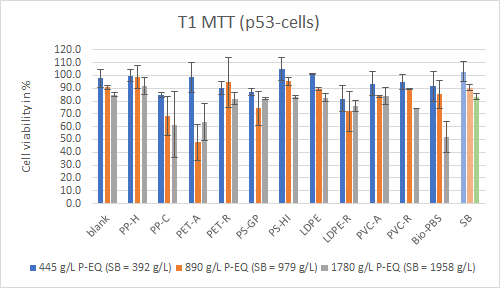 T1 MTT (p53-cells)
Cell viability in %
120.0
110.0
100.0
90.0
80.0
70.0
60.0
50.0
40.0
30.0
20.0
10.0
0.0
blank
PP-H
PP-C
PET-A
PET-R
PS-GP
PS-HI
LDPE
LDPE-R
PVC-A
PVC-R
Bio-PBS
SB
445 g/L P-EQ (SB = 392 g/L) 890 g/L P-EQ (SB = 979 g/L) 1780 g/L P-EQ (SB = 1958 g/L)